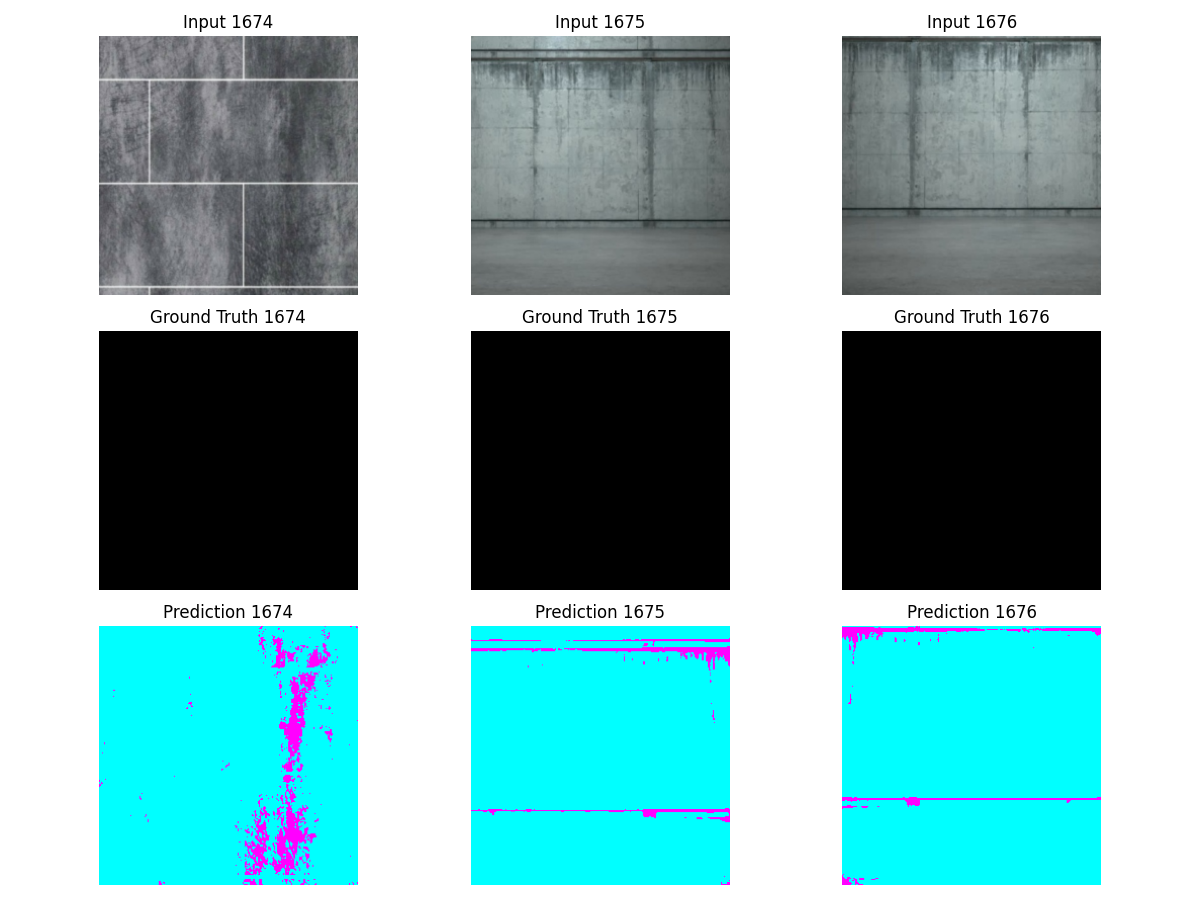 Input 1674
Input 1675
Input 1676
Ground Truth 1674
Ground Truth 1675
Ground Truth 1676
Prediction 1674
Prediction 1675
Prediction 1676